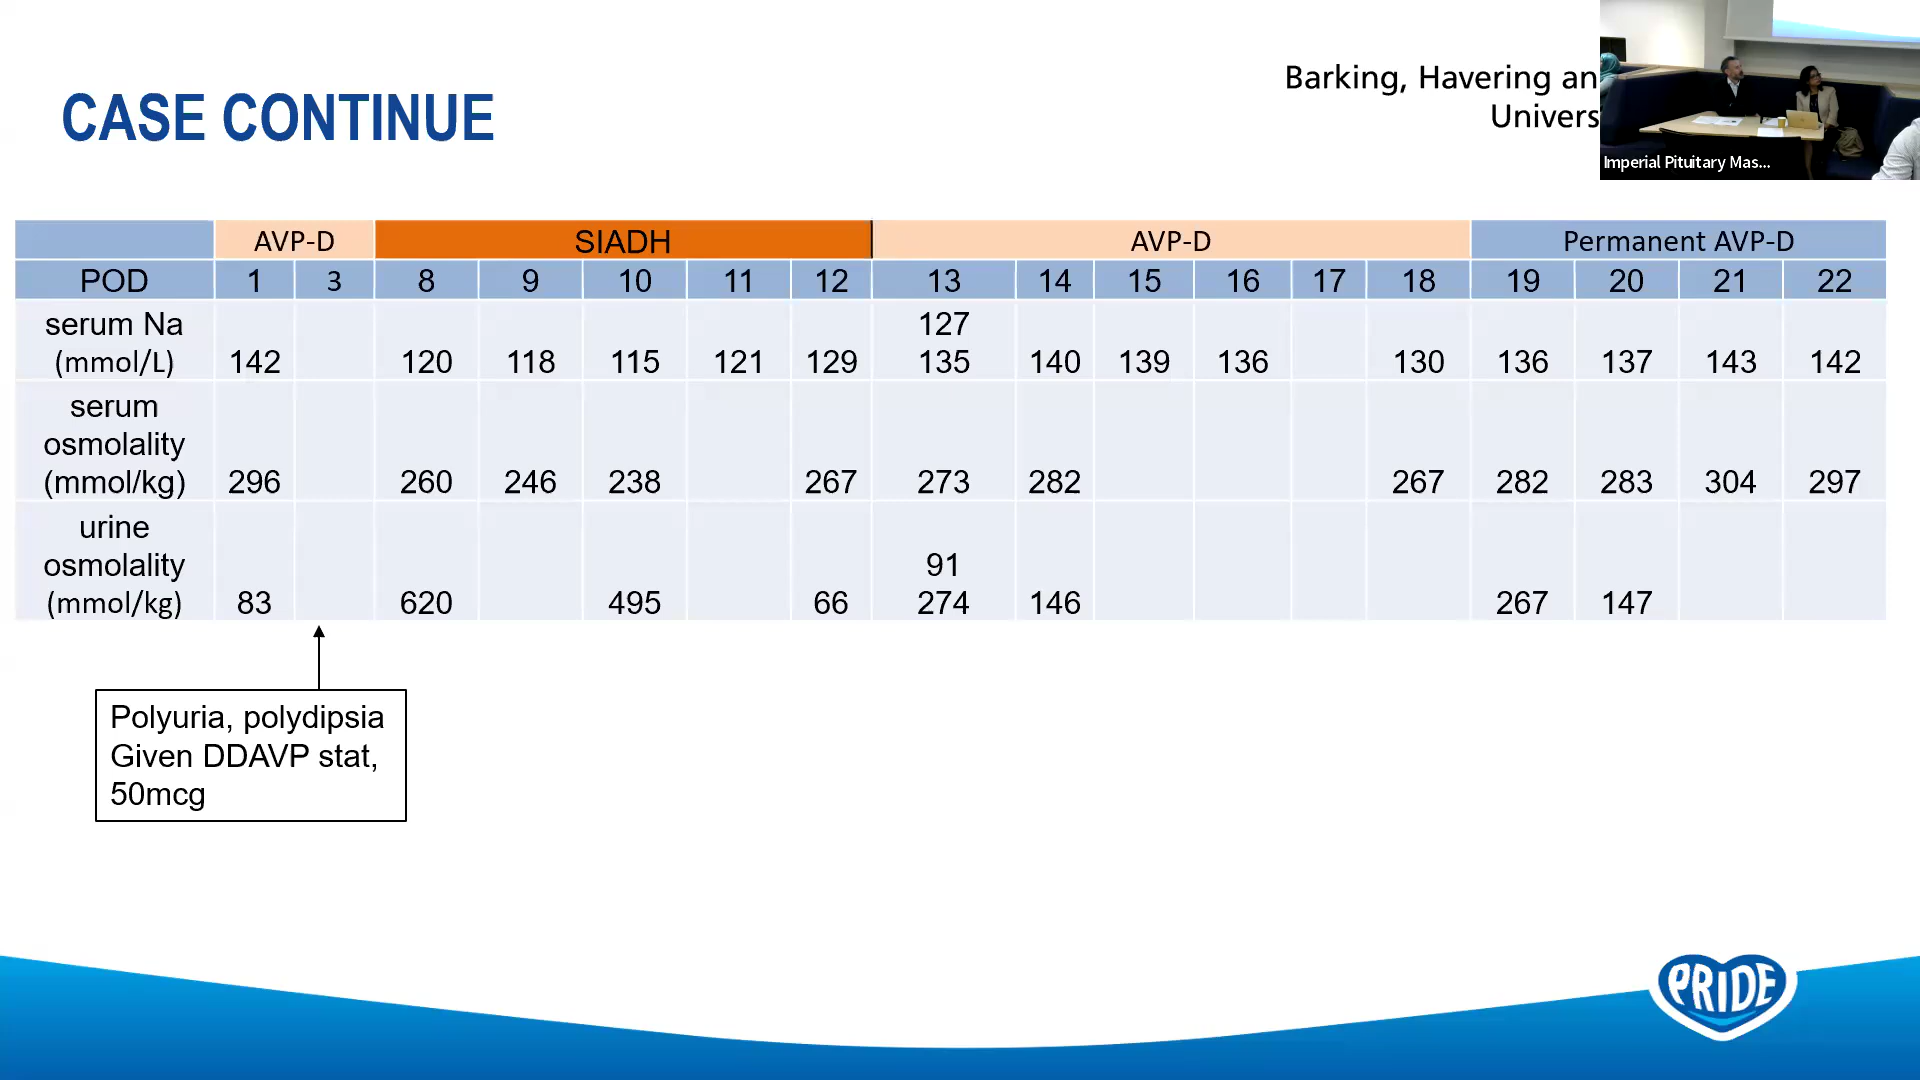 Barking, Havering an
Univers
CASE CONTINUE
Imperial Pituitary Mas...
AVP-D SIADH AVP-D Permanent AVP-D
POD 1 3 8 9 10 11 12 13 14 15 16 17 18 19 20 21 22
serum Na 127
(mmol/L) 142 120 118 115 121 129 135 140 139 136 130 136 137 143 142
serum
osmolality
(mmol/kg) 296 260 246 238 267 273 282 267 282 283 304 297
urine
osmolality 91
(mmol/kg) 83 620 495 66 274 146 267 147
Polyuria, polydipsia
Given DDAVP stat,
50mcg
PRIDE